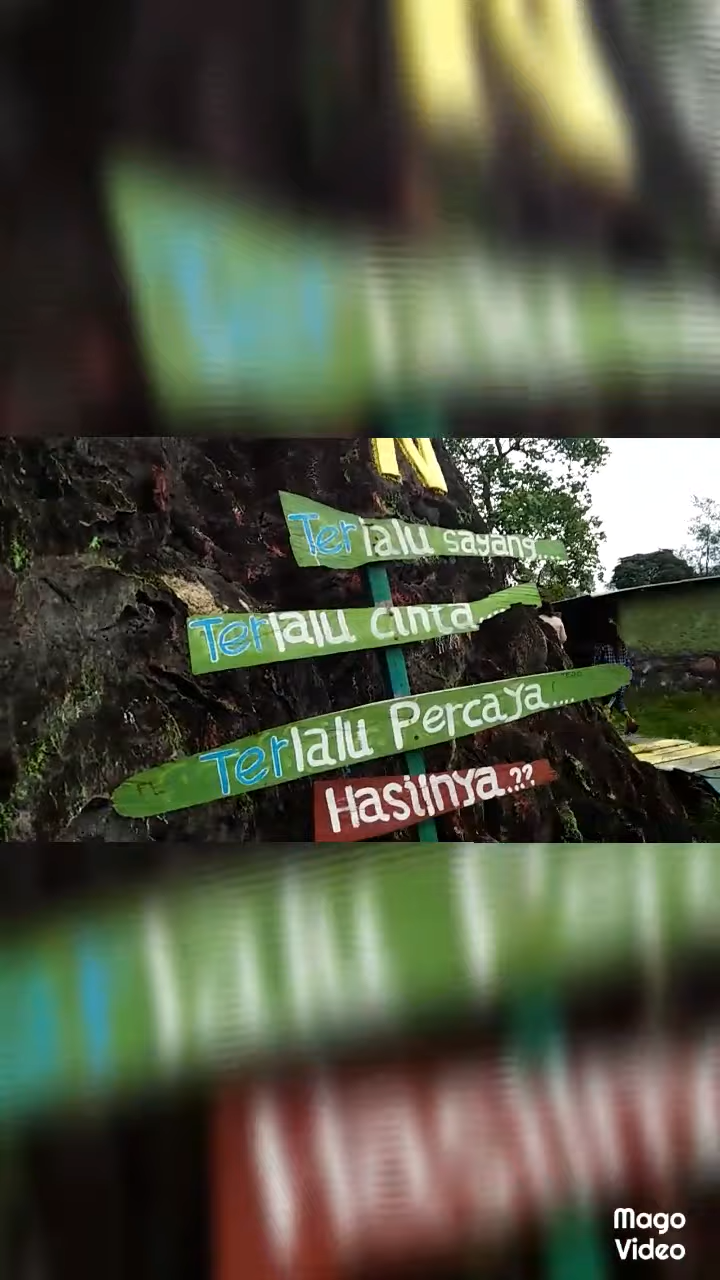 N
Terlalu sayang...
Terlalu cinta......
Terlalu Percaya....
Hasilnya.??
Mago
Video